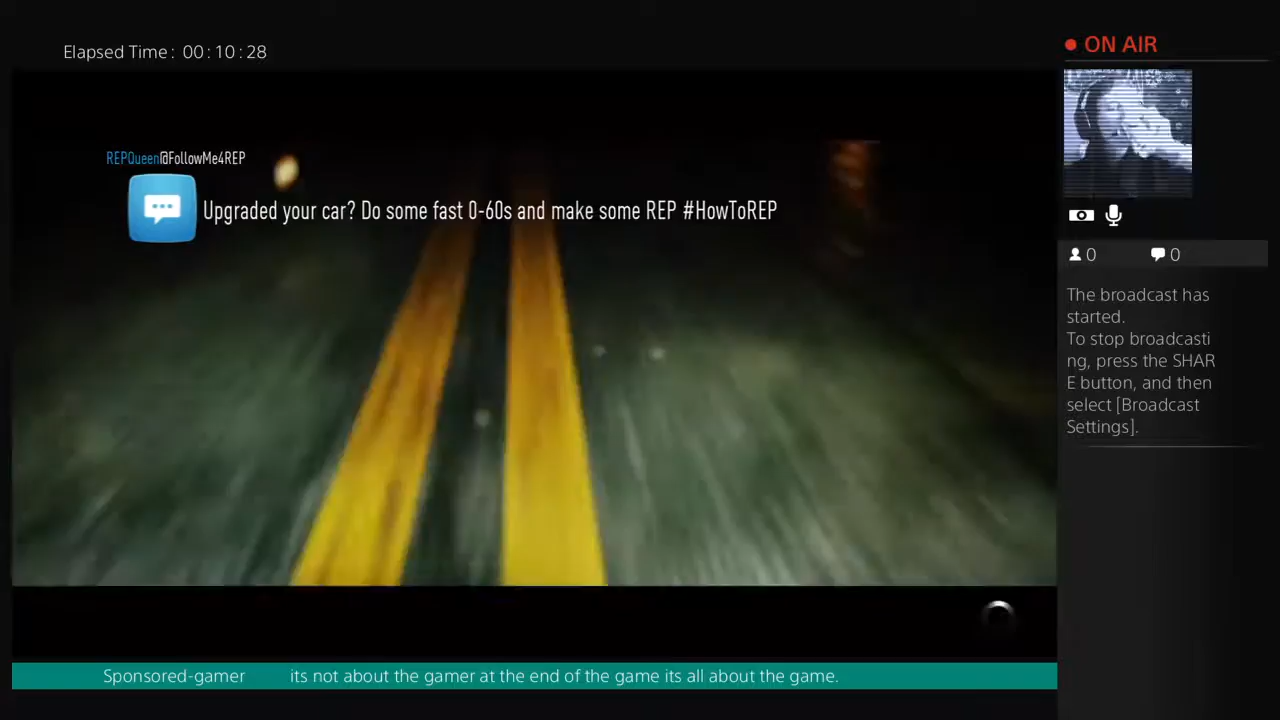 Elapsed Time: 00:10:28
ON AIR
REPQueen@FollowMe4REP
Upgraded your car? Do some fast 0-60s and make some REP #HowToREP
0 0
The broadcast has
started.
To stop broadcasti
ng, press the SHAR
E button, and then
select [Broadcast
Settings].
Sponsored-gamer its not about the gamer at the end of the game its all about the game.